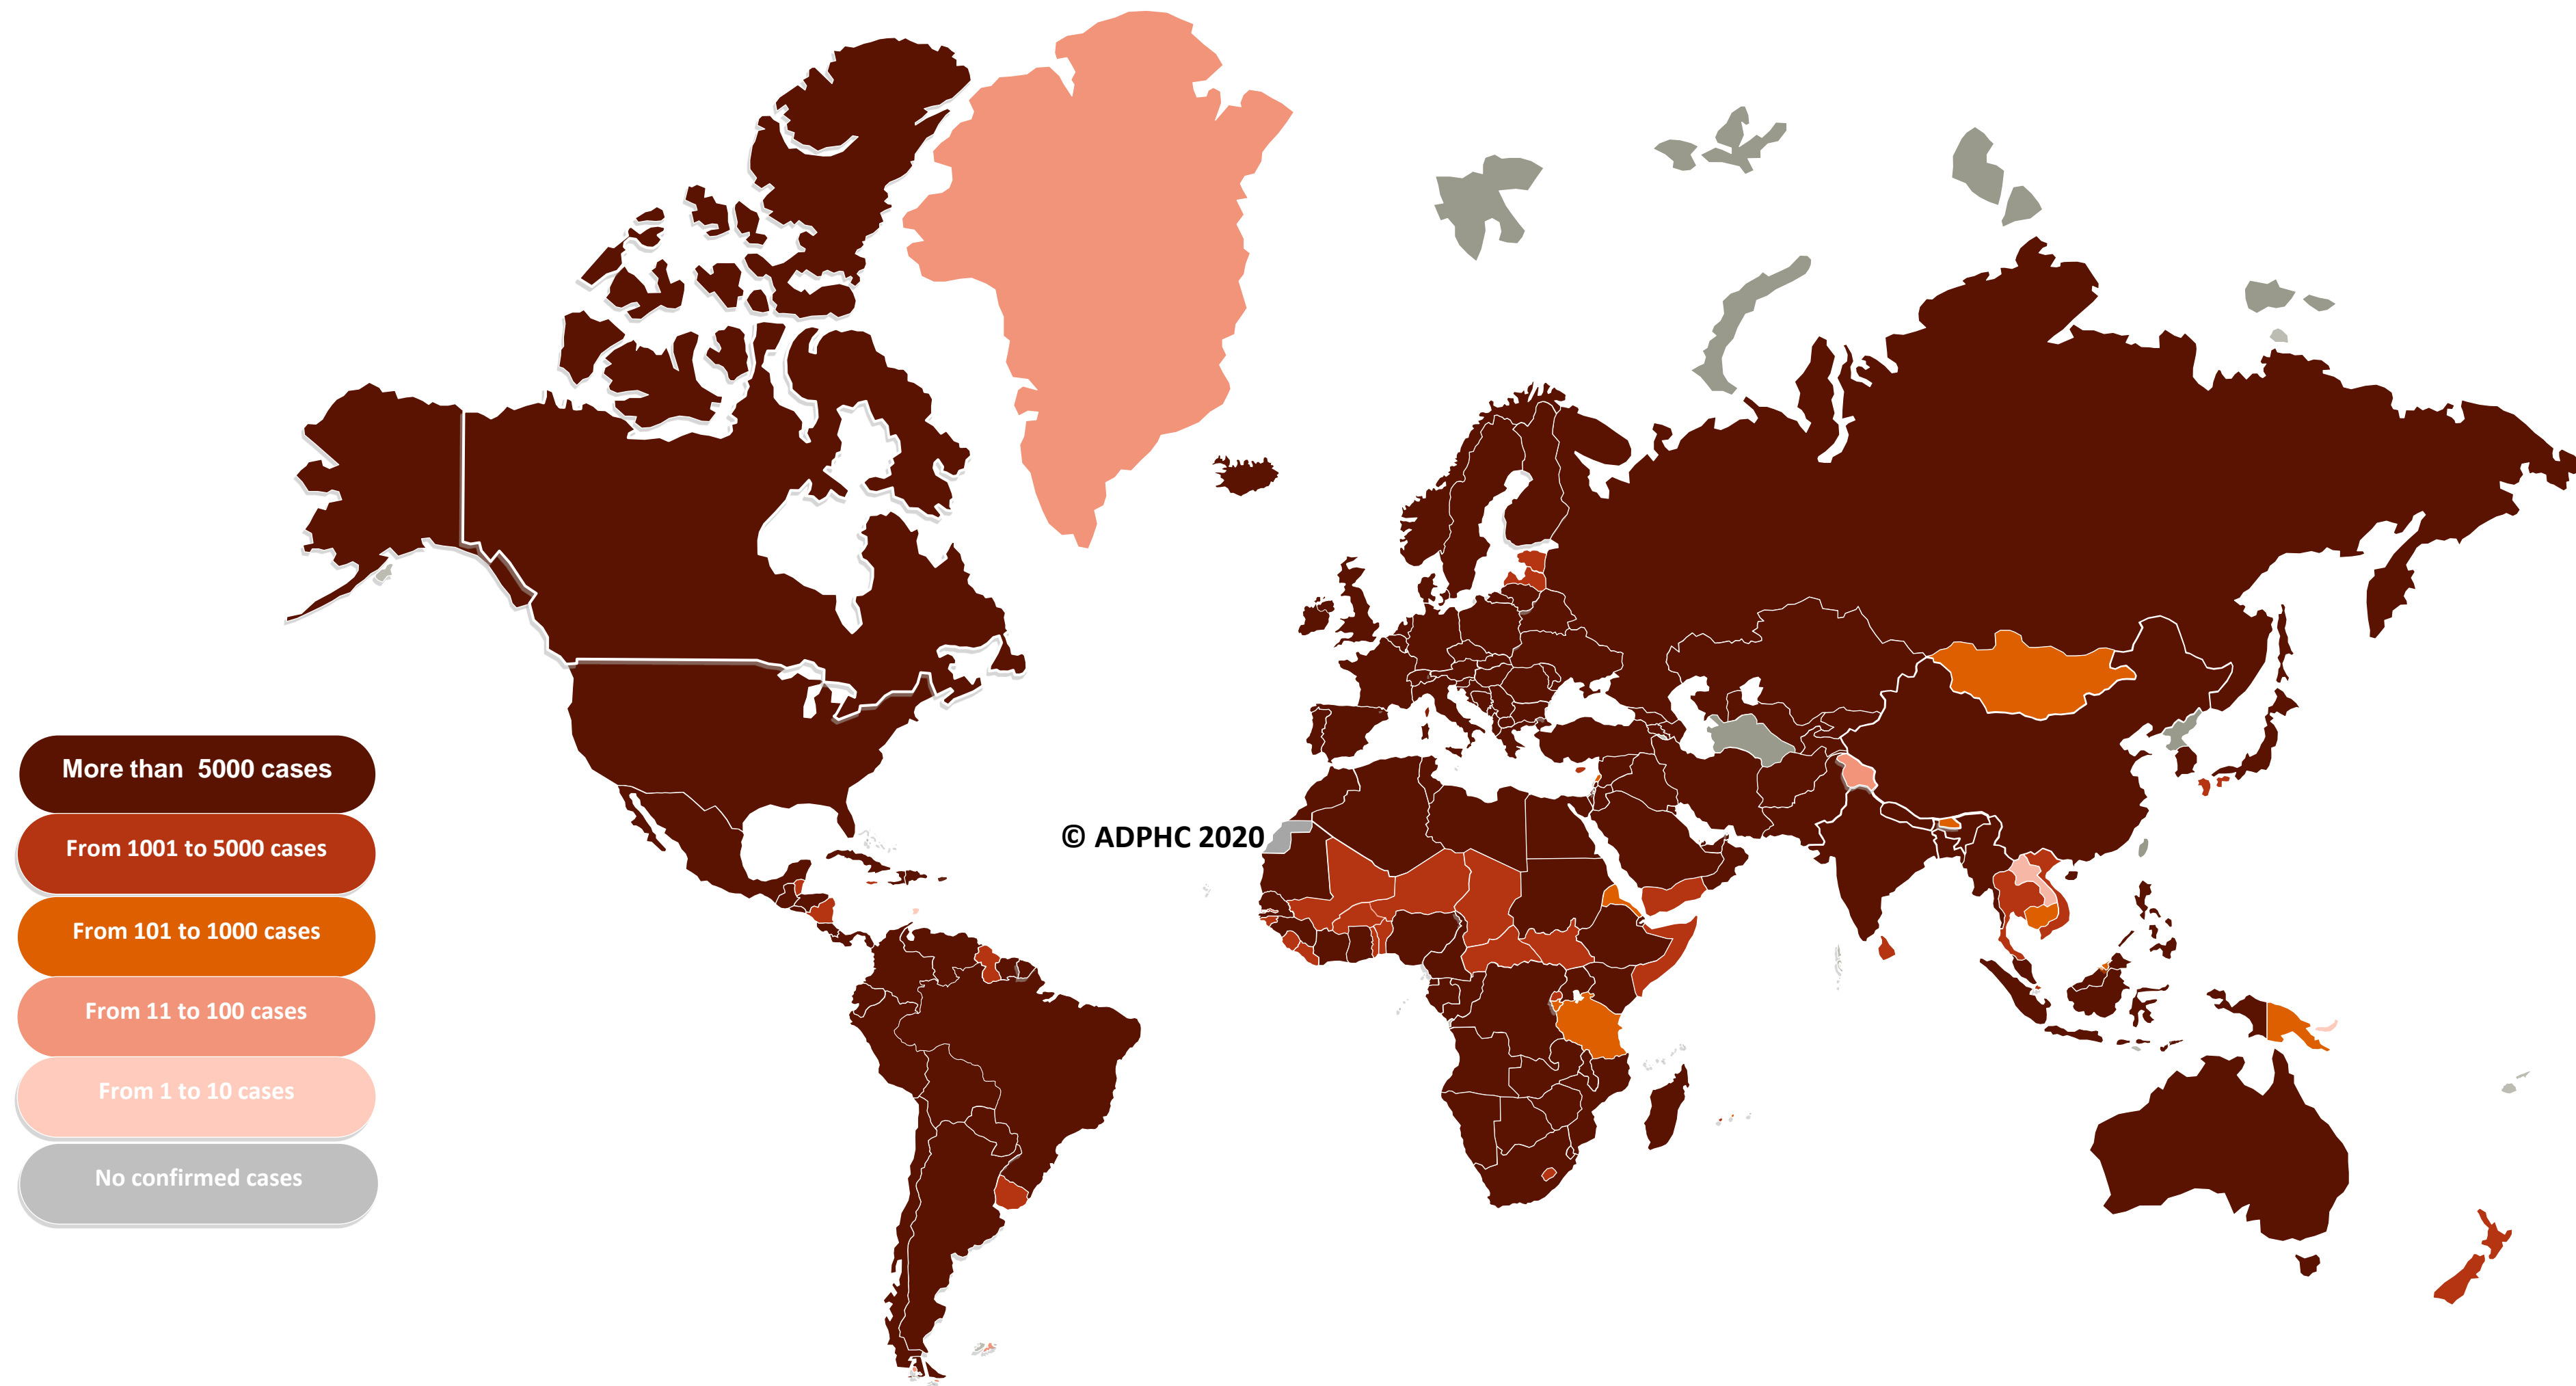 More than  5000 cases
From 1001 to 5000 cases
© ADPHC 2020
From 101 to 1000 cases
From 11 to 100 cases
From 1 to 10 cases
No confirmed cases